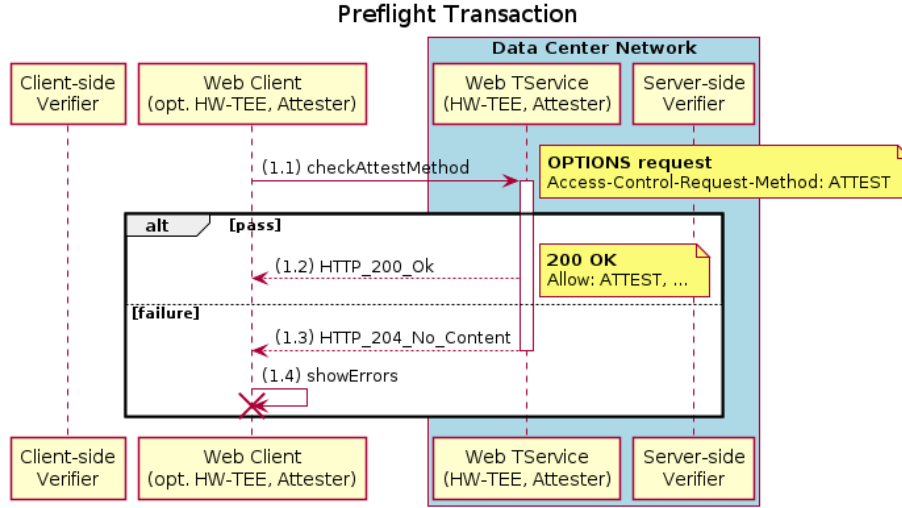 Preflight Transaction
Data Center Network
Client-side
Verifier
Web Client
(opt. HW-TEE, Attester)
Web TService
(HW-TEE, Attester)
Server-side
Verifier
(1.1) checkAttestMethod
OPTIONS request
Access-Control-Request-Method: ATTEST
alt
[pass]
(1.2) HTTP_200_Ok
200 OK
Allow: ATTEST, ...
[failure]
(1.3) HTTP_204_No_Content
(1.4) showErrors
Client-side
Verifier
Web Client
(opt. HW-TEE, Attester)
Web TService
(HW-TEE, Attester)
Server-side
Verifier